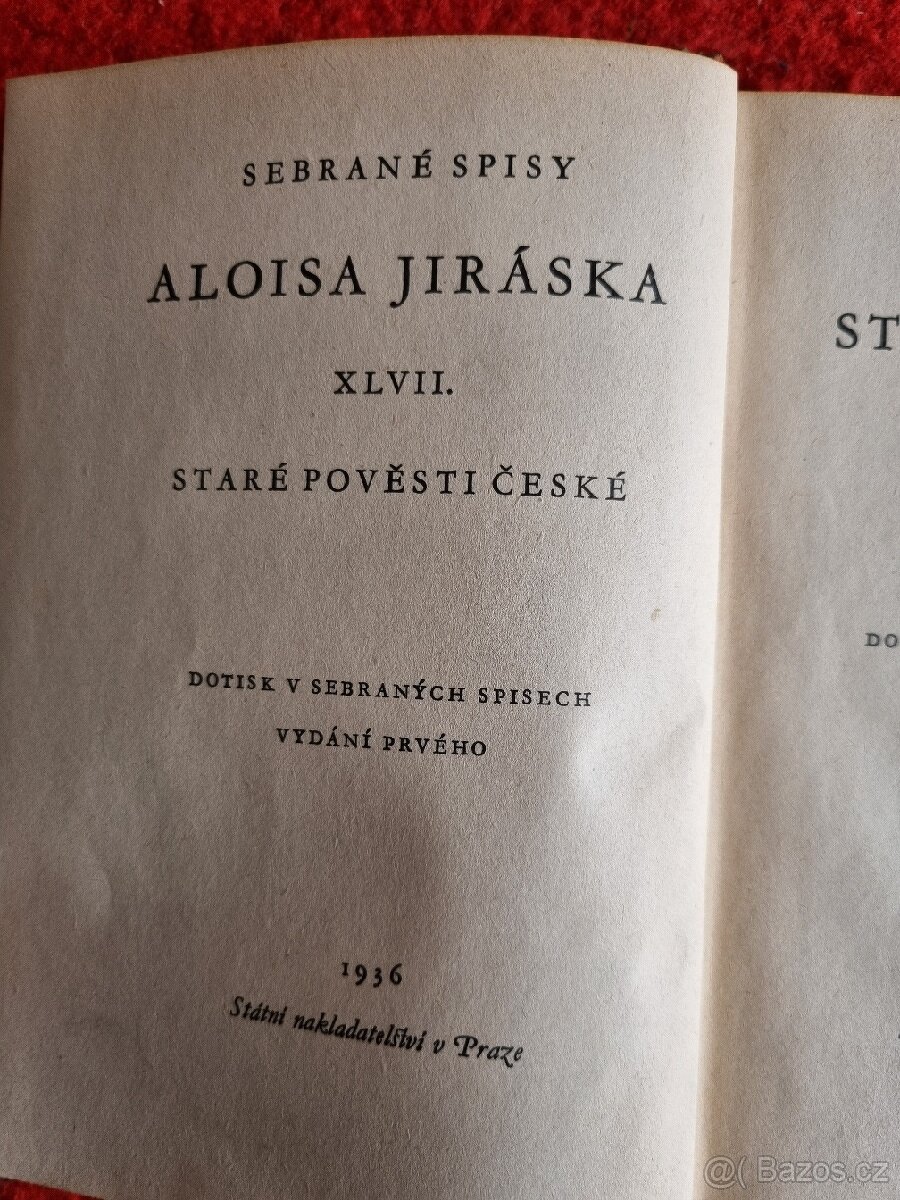 SEBRANÉ SPISY
ALOISA JIRÁSKA
XLVII.
STARÉ POVĚSTI ČESKÉ
DOTISK V SEBRANÝCH SPISECH
VYDÁNÍ PRVÉHO
1936
Státní nakladatelství v Praze
ST
DO
@( Bazos.cz